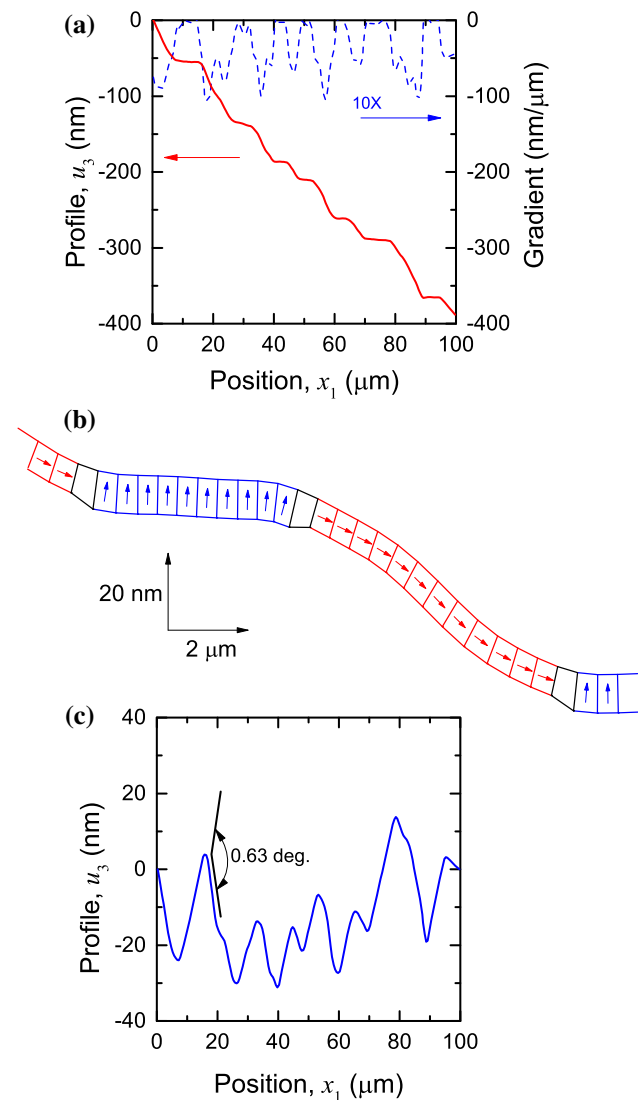 (a)
0
-100
-200
-300
-400
Profile, u3 (nm)
10X
0
-100
-200
-300
-400
Gradient (nm/μm)
0 20 40 60 80 100
Position, x1 (μm)
(b)
20 nm
2 μm
(c)
40
20
0
-20
-40
Profile, u3 (nm)
0.63 deg.
0 20 40 60 80 100
Position, x1 (μm)